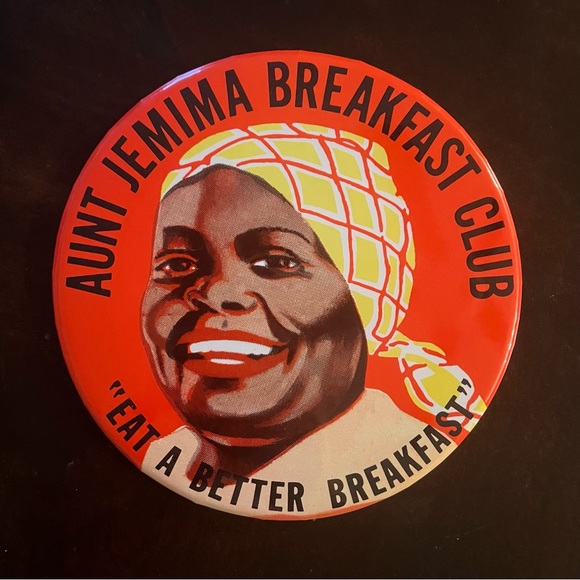 AUNT JEMIMA BREAKFAST CLUB
"EAT A BETTER BREAKFAST"